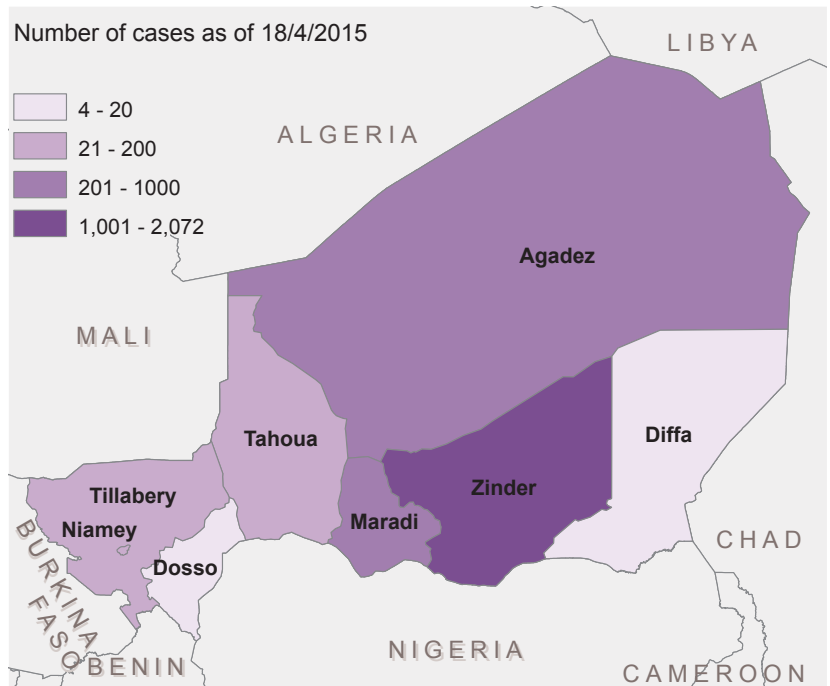 Number of cases as of 18/4/2015
LIBYA
4 - 20
21 - 200
201 - 1000
1,001 - 2,072
ALGERIA
Agadez
MALI
Tahoua
Diffa
Zinder
Tillabery
Niamey
Maradi
Dosso
CHAD
BURKINA
FASO
BENIN
NIGERIA
CAMEROON